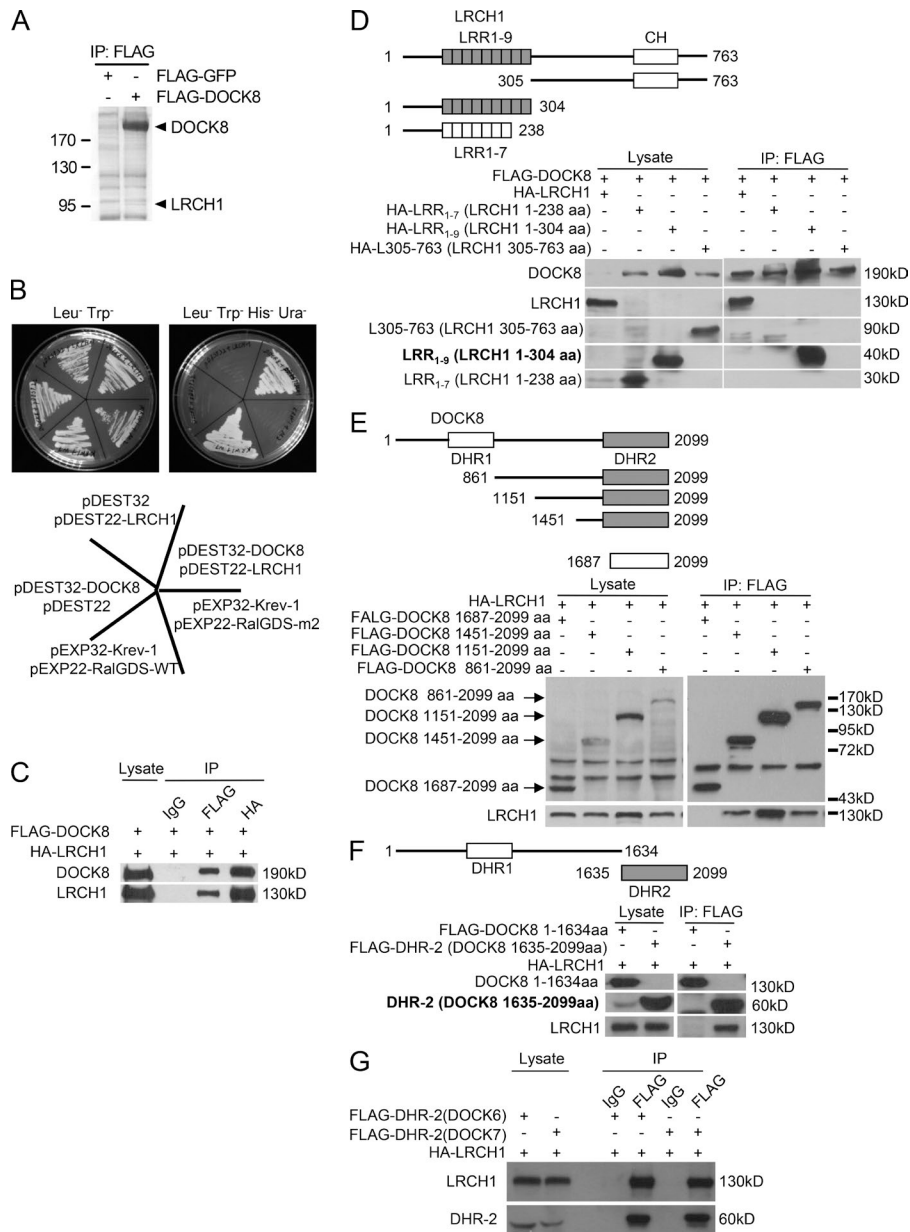 A
IP: FLAG
+ - FLAG-GFP
- + FLAG-DOCK8
DOCK8
170
130
LRCH1
95
B
Leu- Trp-
Leu- Trp- His- Ura-
pDEST32
pDEST22-LRCH1
pDEST32-DOCK8
pDEST22-LRCH1
pDEST32-DOCK8
pDEST22
pEXP32-Krev-1
pEXP22-RalGDS-m2
pEXP32-Krev-1
pEXP22-RalGDS-WT
C
Lysate IP
IgG FLAG HA
FLAG-DOCK8 + + + +
HA-LRCH1 + + + +
DOCK8 190kD
LRCH1 130kD
D
LRCH1
LRR1-9 CH
1 763
305 763
1 304
1 238
LRR1-7
Lysate IP: FLAG
FLAG-DOCK8 + + + + + + + +
HA-LRCH1 + - - - + - - -
HA-LRR1-7 (LRCH1 1-238 aa) - + - - - + - -
HA-LRR1-9 (LRCH1 1-304 aa) - - + - - - + -
HA-L305-763 (LRCH1 305-763 aa) - - - + - - - +
DOCK8 190kD
LRCH1 130kD
L305-763 (LRCH1 305-763 aa) 90kD
LRR1-9 (LRCH1 1-304 aa) 40kD
LRR1-7 (LRCH1 1-238 aa) 30kD
E
DOCK8
1 2099
DHR1 DHR2
861 2099
1151 2099
1451 2099
1687 2099
Lysate IP: FLAG
HA-LRCH1 + + + + + + + +
FALG-DOCK8 1687-2099 aa + - - - + - - -
FLAG-DOCK8 1451-2099 aa - + - - - + - -
FLAG-DOCK8 1151-2099 aa - - + - - - + -
FLAG-DOCK8 861-2099 aa - - - + - - - +
DOCK8 861-2099 aa
170kD
DOCK8 1151-2099 aa
130kD
95kD
DOCK8 1451-2099 aa
72kD
DOCK8 1687-2099 aa
43kD
LRCH1 130kD
F
1 1634
DHR1 1635 2099
DHR2
Lysate IP: FLAG
FLAG-DOCK8 1-1634aa + - + -
FLAG-DHR-2 (DOCK8 1635-2099aa) - + - +
HA-LRCH1 + + + +
DOCK8 1-1634aa 130kD
DHR-2 (DOCK8 1635-2099aa) 60kD
LRCH1 130kD
G
Lysate IP
IgG FLAG IgG FLAG
FLAG-DHR-2(DOCK6) + - + + - -
FLAG-DHR-2(DOCK7) - + - - + +
HA-LRCH1 + + + + + +
LRCH1 130kD
DHR-2 60kD